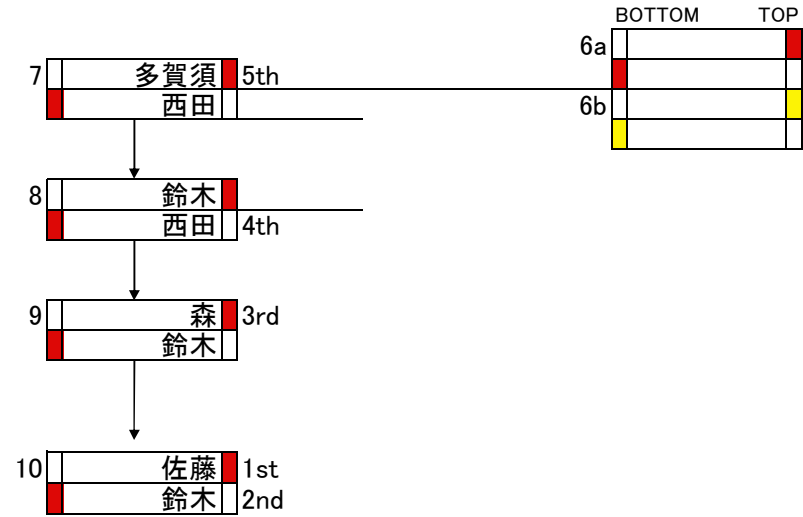 BOTTOM TOP
6a
7 多賀須 5th
西田
6b
8 鈴木
西田 4th
9 森 3rd
鈴木
10 佐藤 1st
鈴木 2nd